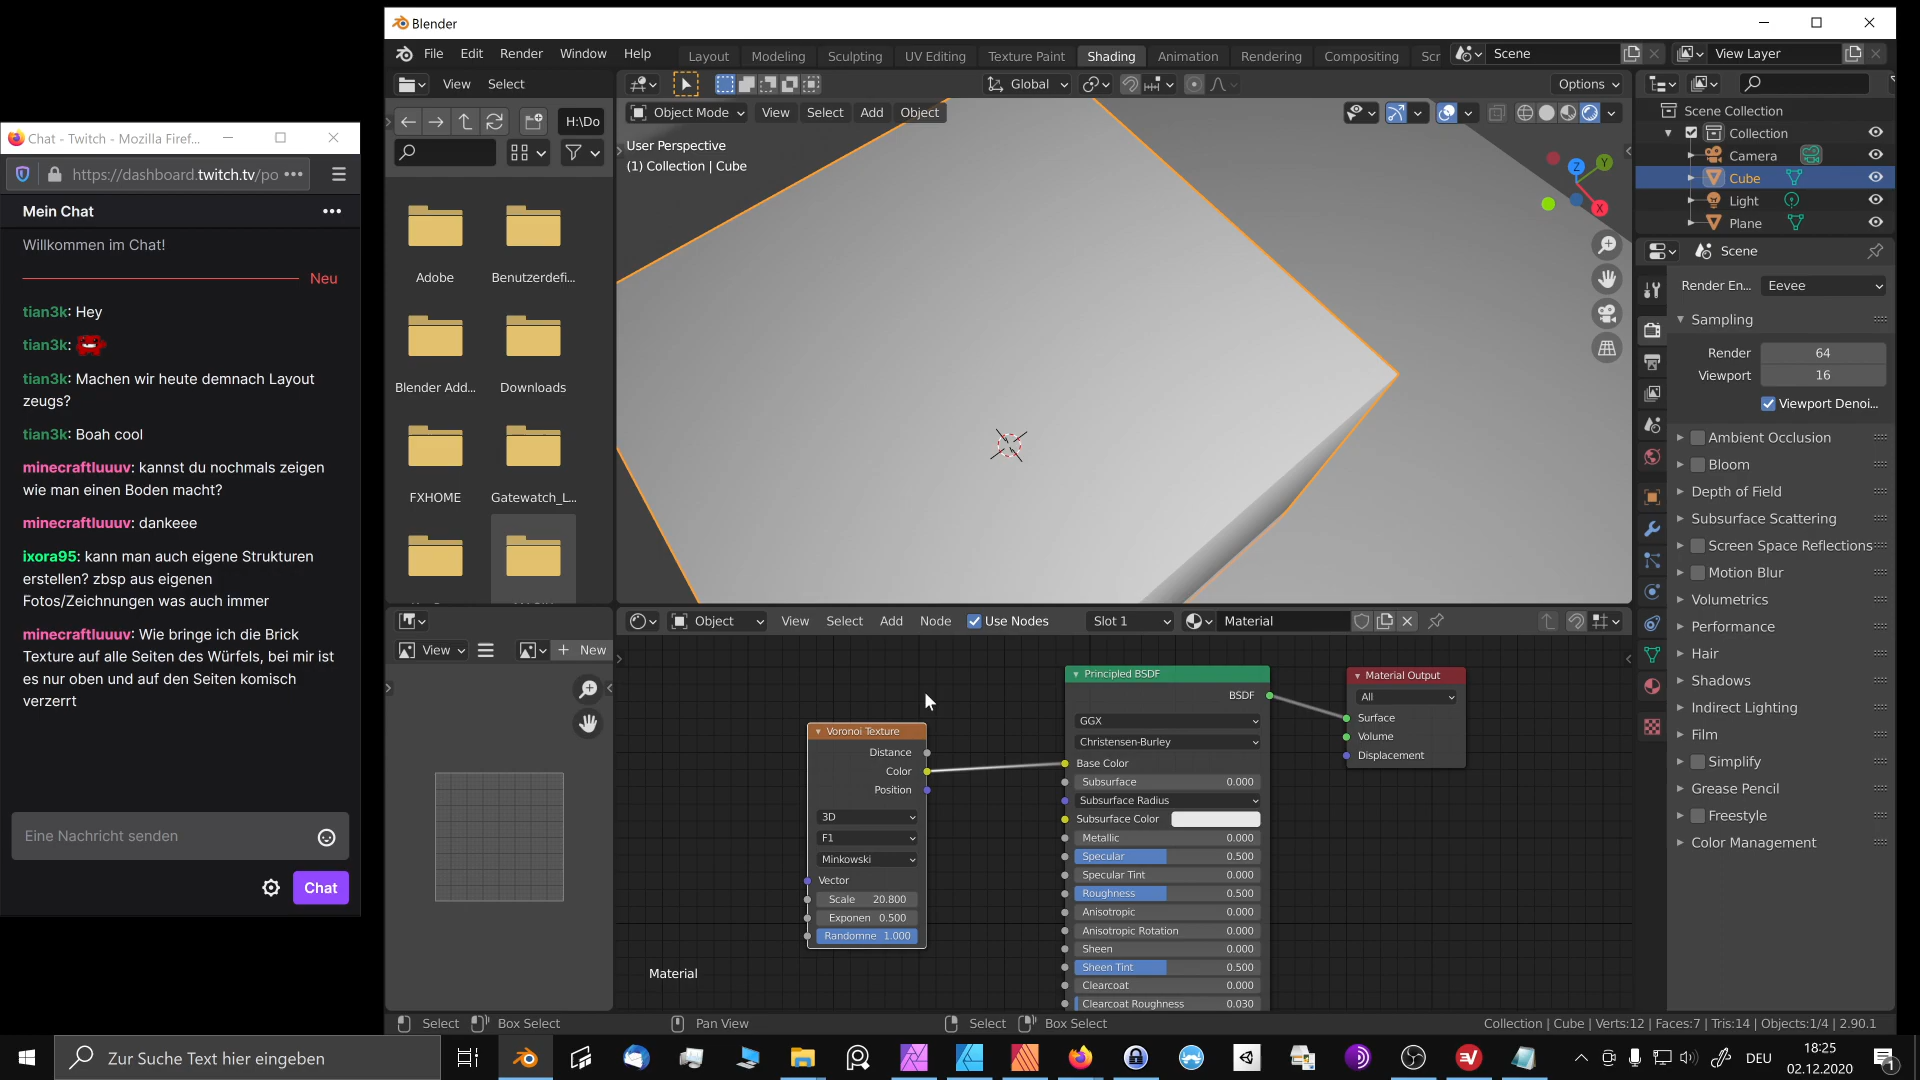 Blender
File Edit Render Window Help Layout Modeling Sculpting UV Editing Texture Paint Shading Animation Rendering Compositing Scr Scene View Layer
View Select Global Options
H:\Do Object Mode View Select Add Object
Scene Collection
Collection
Camera
Cube
Light
Plane
User Perspective
(1) Collection | Cube
Z Y X
Adobe
Benutzerdefi...
Blender Add...
Downloads
FXHOME
Gatewatch_L...
Scene
Render En... Eevee
Sampling
Render 64
Viewport 16
Viewport Denoi...
Ambient Occlusion
Bloom
Depth of Field
Subsurface Scattering
Screen Space Reflections
Motion Blur
Volumetrics
Performance
Hair
Shadows
Indirect Lighting
Film
Simplify
Grease Pencil
Freestyle
Color Management
Chat - Twitch - Mozilla Firef...
https://dashboard.twitch.tv/po
Mein Chat
Willkommen im Chat!
Neu
tian3k: Hey
tian3k:
tian3k: Machen wir heute demnach Layout
zeugs?
tian3k: Boah cool
minecraftluuuv: kannst du nochmals zeigen
wie man einen Boden macht?
minecraftluuuv: dankeee
ixora95: kann man auch eigene Strukturen
erstellen? zbsp aus eigenen
Fotos/Zeichnungen was auch immer
minecraftluuuv: Wie bringe ich die Brick
Texture auf alle Seiten des Würfels, bei mir ist
es nur oben und auf den Seiten komisch
verzerrt
Eine Nachricht senden
Chat
View New
Object View Select Add Node Use Nodes Slot 1 Material
Voronoi Texture
Distance
Color
Position
3D
F1
Minkowski
Vector
Scale 20.800
Exponen 0.500
Randomne 1.000
Principled BSDF
BSDF
GGX
Christensen-Burley
Base Color
Subsurface 0.000
Subsurface Radius
Subsurface Color
Metallic 0.000
Specular 0.500
Specular Tint 0.000
Roughness 0.500
Anisotropic 0.000
Anisotropic Rotation 0.000
Sheen 0.000
Sheen Tint 0.500
Clearcoat 0.000
Clearcoat Roughness 0.030
Material Output
All
Surface
Volume
Displacement
Material
Select Box Select Pan View Select Box Select Collection | Cube | Verts:12 | Faces:7 | Tris:14 | Objects:1/4 | 2.90.1
Zur Suche Text hier eingeben
DEU
18:25
02.12.2020
1